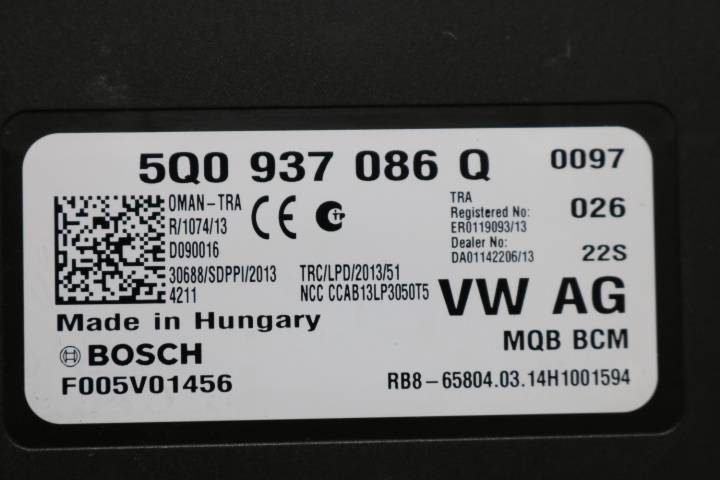 5Q0 937 086 Q 0097
OMAN-TRA
R/1074/13
D090016
30688/SDPPI/2013
4211
CE
TRC/LPD/2013/51
NCC CCAB13LP3050T5
TRA
Registered No:
ER0119093/13
Dealer No:
DA01142206/13
026
22S
VW AG
MQB BCM
Made in Hungary
BOSCH
F005V01456
RB8-65804.03.14H1001594